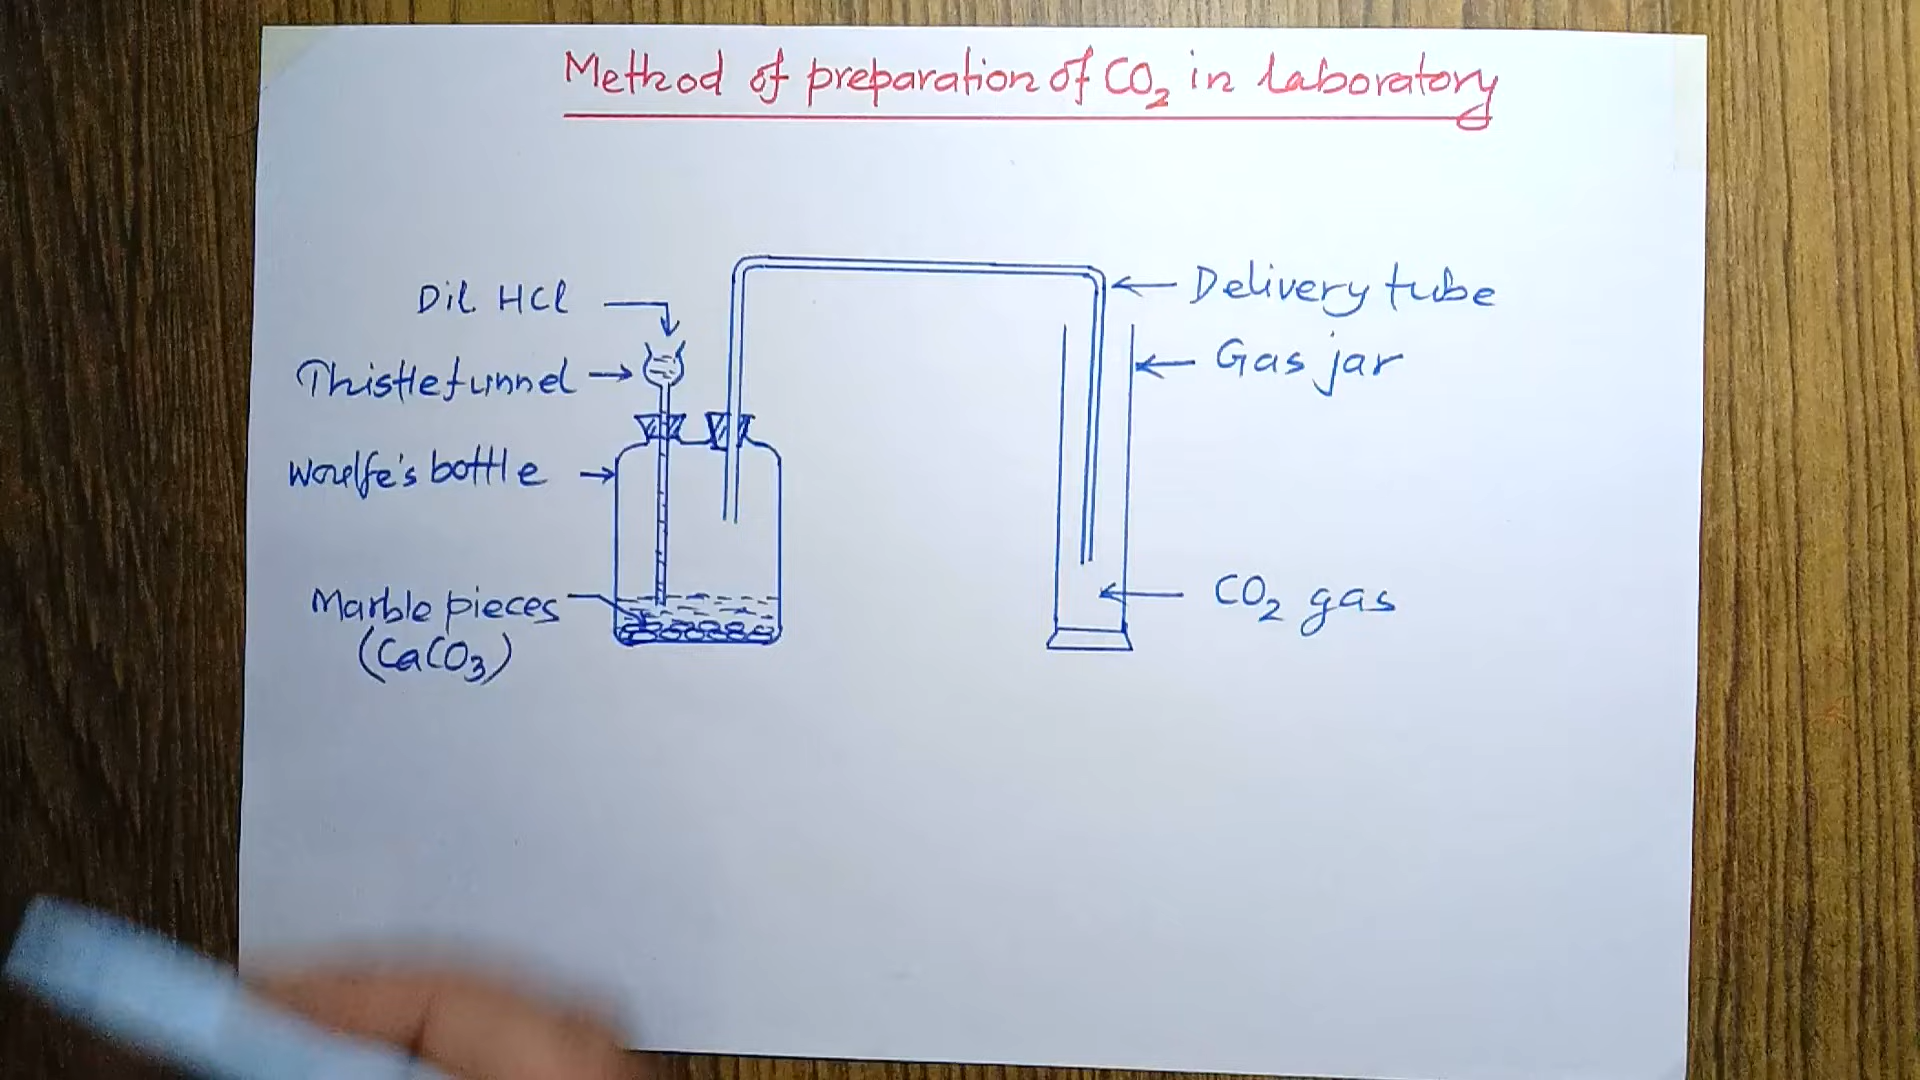 Method of preparation of CO₂ in laboratory
Dil HCl
Thistle funnel
Woulfe's bottle
Marble pieces
(CaCO₃)
Delivery tube
Gas jar
CO₂ gas